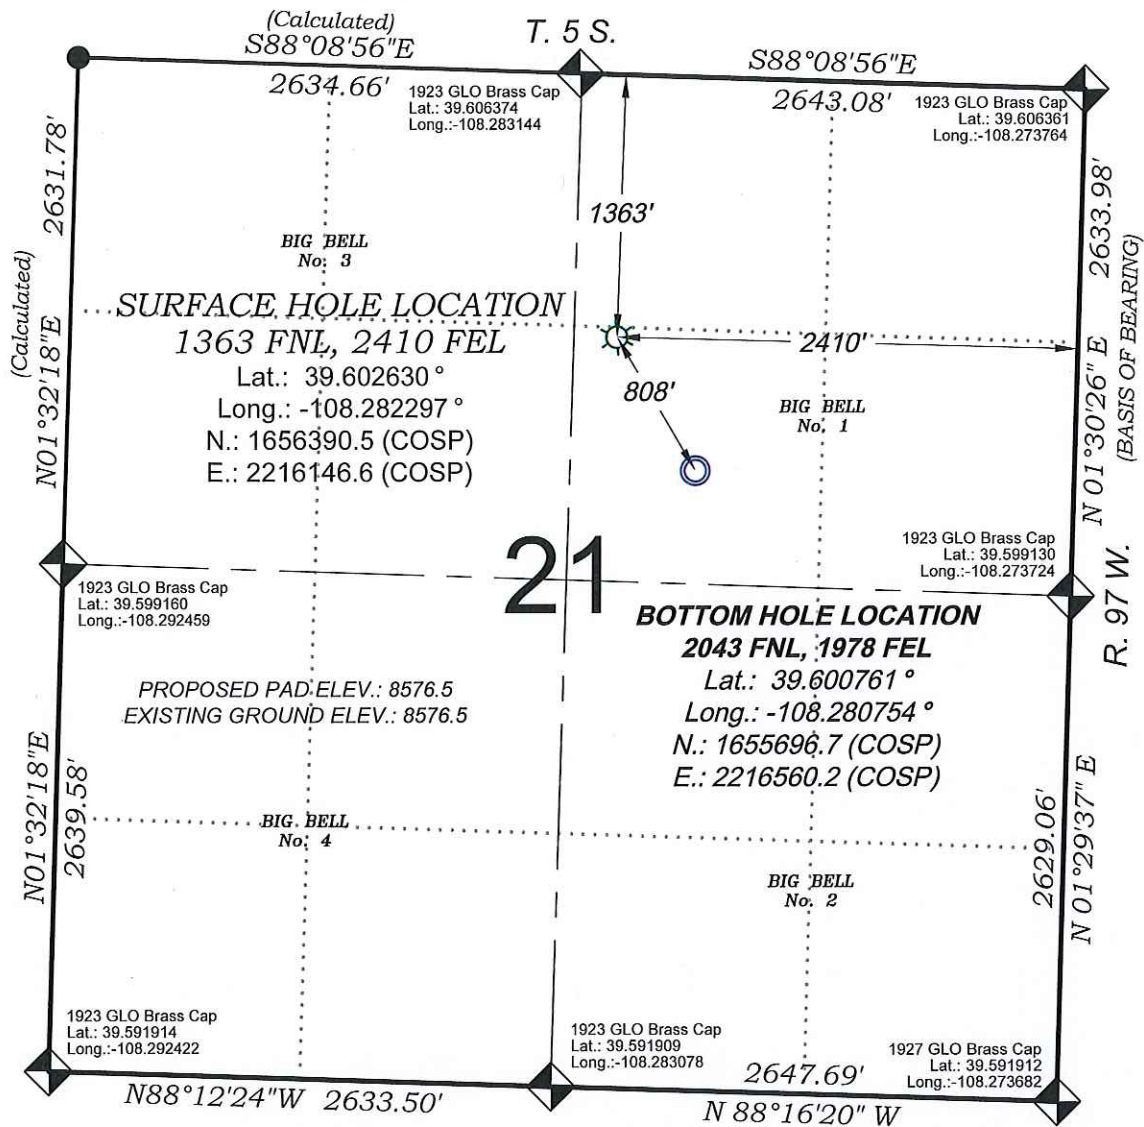 (Calculated)
S88°08'56"E
T. 5 S.
S88°08'56"E
2634.66'
2643.08'
1923 GLO Brass Cap
Lat.: 39.606374
Long.:-108.283144
1923 GLO Brass Cap
Lat.: 39.606361
Long.:-108.273764
2631.78'
(Calculated)
N01°32'18"E
2633.98'
(BASIS OF BEARING)
N 01°30'26" E
1363'
BIG BELL
No. 3
SURFACE HOLE LOCATION
1363 FNL, 2410 FEL
Lat.: 39.602630°
Long.: -108.282297°
N.: 1656390.5 (COSP)
E.: 2216146.6 (COSP)
2410'
808'
BIG BELL
No. 1
21
1923 GLO Brass Cap
Lat.: 39.599160
Long.:-108.292459
1923 GLO Brass Cap
Lat.: 39.599130
Long.:-108.273724
R. 97 W.
BOTTOM HOLE LOCATION
2043 FNL, 1978 FEL
Lat.: 39.600761°
Long.: -108.280754°
N.: 1655696.7 (COSP)
E.: 2216560.2 (COSP)
PROPOSED PAD ELEV.: 8576.5
EXISTING GROUND ELEV.: 8576.5
N01°32'18"E
2639.58'
BIG BELL
No. 4
BIG BELL
No. 2
2629.06'
N 01°29'37" E
1923 GLO Brass Cap
Lat.: 39.591914
Long.:-108.292422
1923 GLO Brass Cap
Lat.: 39.591909
Long.:-108.283078
1927 GLO Brass Cap
Lat.: 39.591912
Long.:-108.273682
N88°12'24"W 2633.50'
2647.69'
N 88°16'20" W